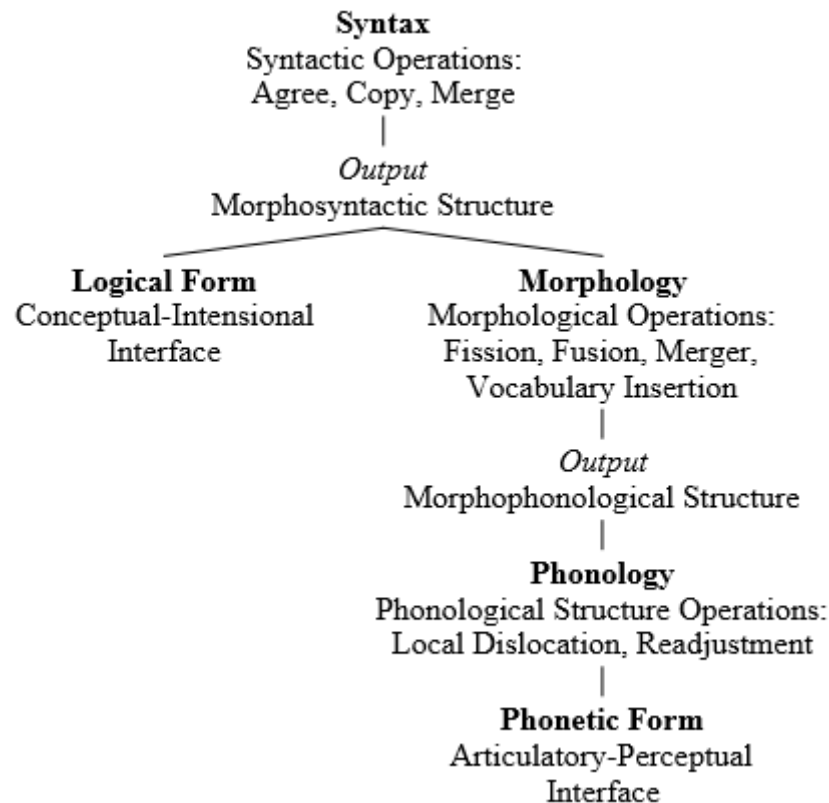 Syntax
Syntactic Operations:
Agree, Copy, Merge
Output
Morphosyntactic Structure
Logical Form
Conceptual-Intensional
Interface
Morphology
Morphological Operations:
Fission, Fusion, Merger,
Vocabulary Insertion
Output
Morphophonological Structure
Phonology
Phonological Structure Operations:
Local Dislocation, Readjustment
Phonetic Form
Articulatory-Perceptual
Interface